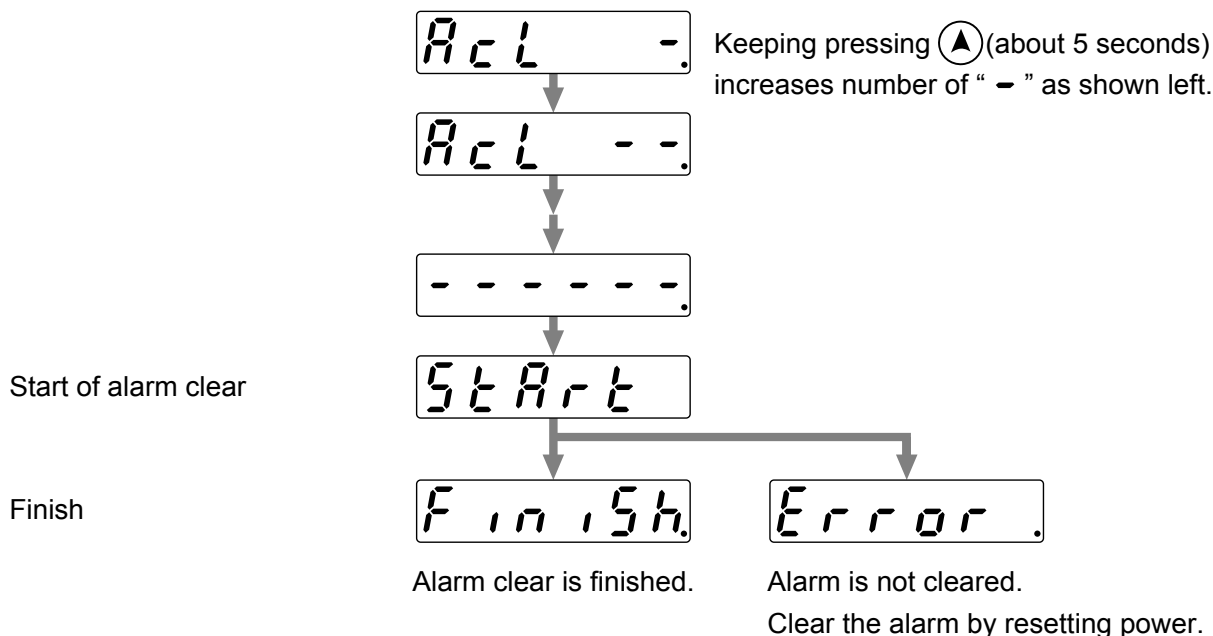 AcL -.
Keeping pressing (about 5 seconds)
increases number of “ - ” as shown left.
AcL --.
------.
Start of alarm clear
StArt
Finish
FiniSh.
Error .
Alarm clear is finished.
Alarm is not cleared.
Clear the alarm by resetting power.